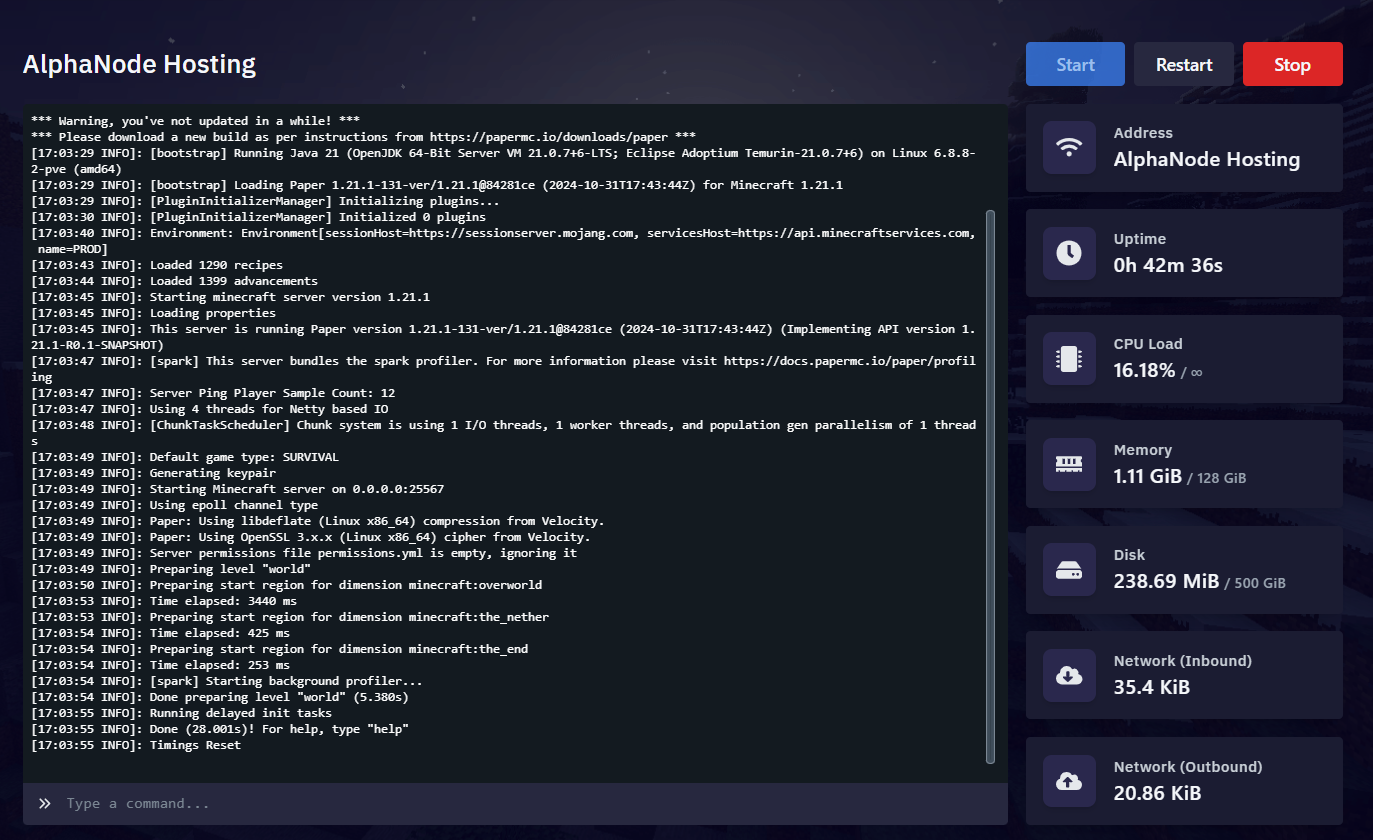 AlphaNode Hosting
Start
Restart
Stop
*** Warning, you've not updated in a while! ***
*** Please download a new build as per instructions from https://papermc.io/downloads/paper ***
[17:03:29 INFO]: [bootstrap] Running Java 21 (OpenJDK 64-Bit Server VM 21.0.7+6-LTS; Eclipse Adoptium Temurin-21.0.7+6) on Linux 6.8.8-
2-pve (amd64)
[17:03:29 INFO]: [bootstrap] Loading Paper 1.21.1-131-ver/1.21.1@84281ce (2024-10-31T17:43:44Z) for Minecraft 1.21.1
[17:03:29 INFO]: [PluginInitializerManager] Initializing plugins...
[17:03:30 INFO]: [PluginInitializerManager] Initialized 0 plugins
[17:03:40 INFO]: Environment: Environment[sessionHost=https://sessionserver.mojang.com, servicesHost=https://api.minecraftservices.com,
name=PROD]
[17:03:43 INFO]: Loaded 1290 recipes
[17:03:44 INFO]: Loaded 1399 advancements
[17:03:45 INFO]: Starting minecraft server version 1.21.1
[17:03:45 INFO]: Loading properties
[17:03:45 INFO]: This server is running Paper version 1.21.1-131-ver/1.21.1@84281ce (2024-10-31T17:43:44Z) (Implementing API version 1.
21.1-R0.1-SNAPSHOT)
[17:03:47 INFO]: [spark] This server bundles the spark profiler. For more information please visit https://docs.papermc.io/paper/profil
ing
[17:03:47 INFO]: Server Ping Player Sample Count: 12
[17:03:47 INFO]: Using 4 threads for Netty based IO
[17:03:48 INFO]: [ChunkTaskScheduler] Chunk system is using 1 I/O threads, 1 worker threads, and population gen parallelism of 1 thread
s
[17:03:49 INFO]: Default game type: SURVIVAL
[17:03:49 INFO]: Generating keypair
[17:03:49 INFO]: Starting Minecraft server on 0.0.0.0:25567
[17:03:49 INFO]: Using epoll channel type
[17:03:49 INFO]: Paper: Using libdeflate (Linux x86_64) compression from Velocity.
[17:03:49 INFO]: Paper: Using OpenSSL 3.x.x (Linux x86_64) cipher from Velocity.
[17:03:49 INFO]: Server permissions file permissions.yml is empty, ignoring it
[17:03:49 INFO]: Preparing level "world"
[17:03:50 INFO]: Preparing start region for dimension minecraft:overworld
[17:03:53 INFO]: Time elapsed: 3440 ms
[17:03:53 INFO]: Preparing start region for dimension minecraft:the_nether
[17:03:54 INFO]: Time elapsed: 425 ms
[17:03:54 INFO]: Preparing start region for dimension minecraft:the_end
[17:03:54 INFO]: Time elapsed: 253 ms
[17:03:54 INFO]: [spark] Starting background profiler...
[17:03:54 INFO]: Done preparing level "world" (5.380s)
[17:03:55 INFO]: Running delayed init tasks
[17:03:55 INFO]: Done (28.001s)! For help, type "help"
[17:03:55 INFO]: Timings Reset
» Type a command...
Address
AlphaNode Hosting
Uptime
0h 42m 36s
CPU Load
16.18% / ∞
Memory
1.11 GiB / 128 GiB
Disk
238.69 MiB / 500 GiB
Network (Inbound)
35.4 KiB
Network (Outbound)
20.86 KiB